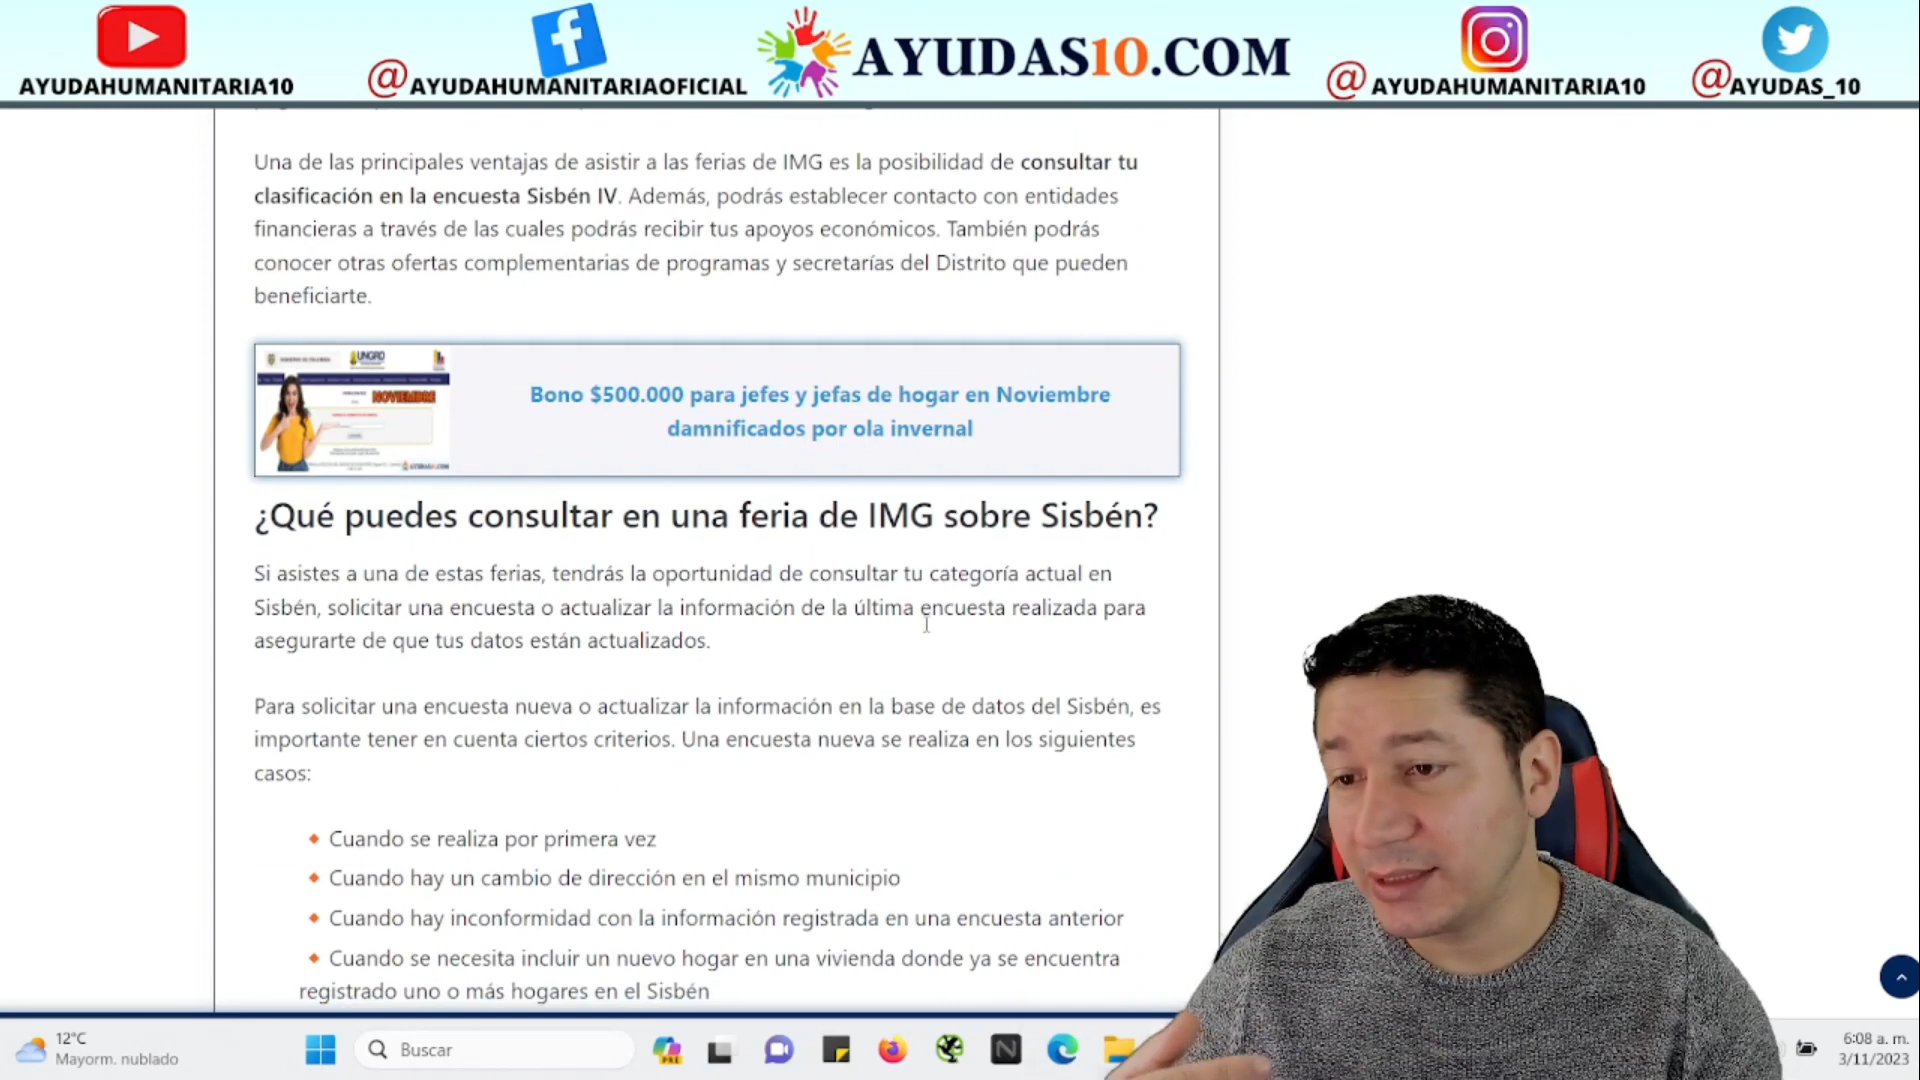 AYUDAHUMANITARIA10
@AYUDAHUMANITARIAOFICIAL
AYUDAS10.COM
@AYUDAHUMANITARIA10
@AYUDAS_10
Una de las principales ventajas de asistir a las ferias de IMG es la posibilidad de consultar tu
clasificación en la encuesta Sisbén IV. Además, podrás establecer contacto con entidades
financieras a través de las cuales podrás recibir tus apoyos económicos. También podrás
conocer otras ofertas complementarias de programas y secretarías del Distrito que pueden
beneficiarte.
UNGRD
NOVIEMBRE
Bono $500.000 para jefes y jefas de hogar en Noviembre
damnificados por ola invernal
¿Qué puedes consultar en una feria de IMG sobre Sisbén?
Si asistes a una de estas ferias, tendrás la oportunidad de consultar tu categoría actual en
Sisbén, solicitar una encuesta o actualizar la información de la última encuesta realizada para
asegurarte de que tus datos están actualizados.
Para solicitar una encuesta nueva o actualizar la información en la base de datos del Sisbén, es
importante tener en cuenta ciertos criterios. Una encuesta nueva se realiza en los siguientes
casos:
Cuando se realiza por primera vez
Cuando hay un cambio de dirección en el mismo municipio
Cuando hay inconformidad con la información registrada en una encuesta anterior
Cuando se necesita incluir un nuevo hogar en una vivienda donde ya se encuentra
registrado uno o más hogares en el Sisbén
12°C
Mayorm. nublado
Buscar
PRE
6:08 a. m.
3/11/2023